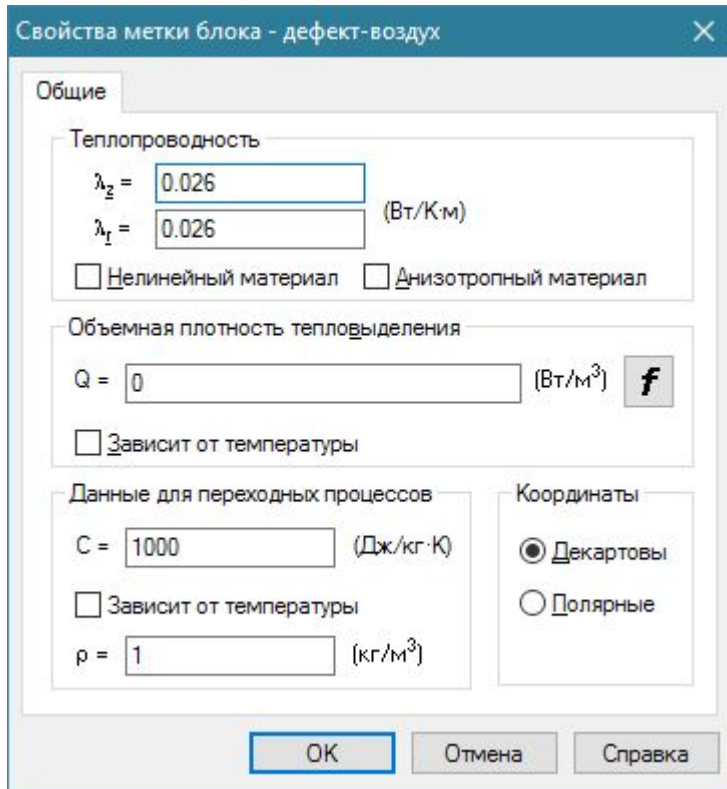 Свойства метки блока - дефект-воздух
Общие
Теплопроводность
λz = 0.026
λr = 0.026
(Вт/К·м)
Нелинейный материал
Анизотропный материал
Объемная плотность тепловыделения
Q = 0 (Вт/м³) f
Зависит от температуры
Данные для переходных процессов
C = 1000 (Дж/кг·К)
Зависит от температуры
ρ = 1 (кг/м³)
Координаты
Декартовы
Полярные
OK Отмена Справка